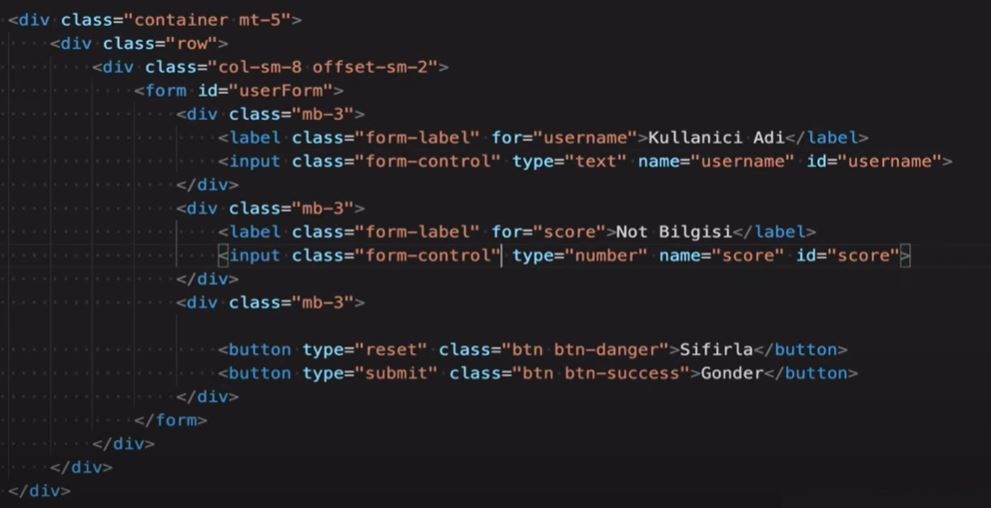 <div class="container mt-5">
<div class="row">
<div class="col-sm-8 offset-sm-2">
<form id="userForm">
<div class="mb-3">
<label class="form-label" for="username">Kullanici Adi</label>
<input class="form-control" type="text" name="username" id="username">
</div>
<div class="mb-3">
<label class="form-label" for="score">Not Bilgisi</label>
<input class="form-control" type="number" name="score" id="score">
</div>
<div class="mb-3">
<button type="reset" class="btn btn-danger">Sifirla</button>
<button type="submit" class="btn btn-success">Gonder</button>
</div>
</form>
</div>
</div>
</div>